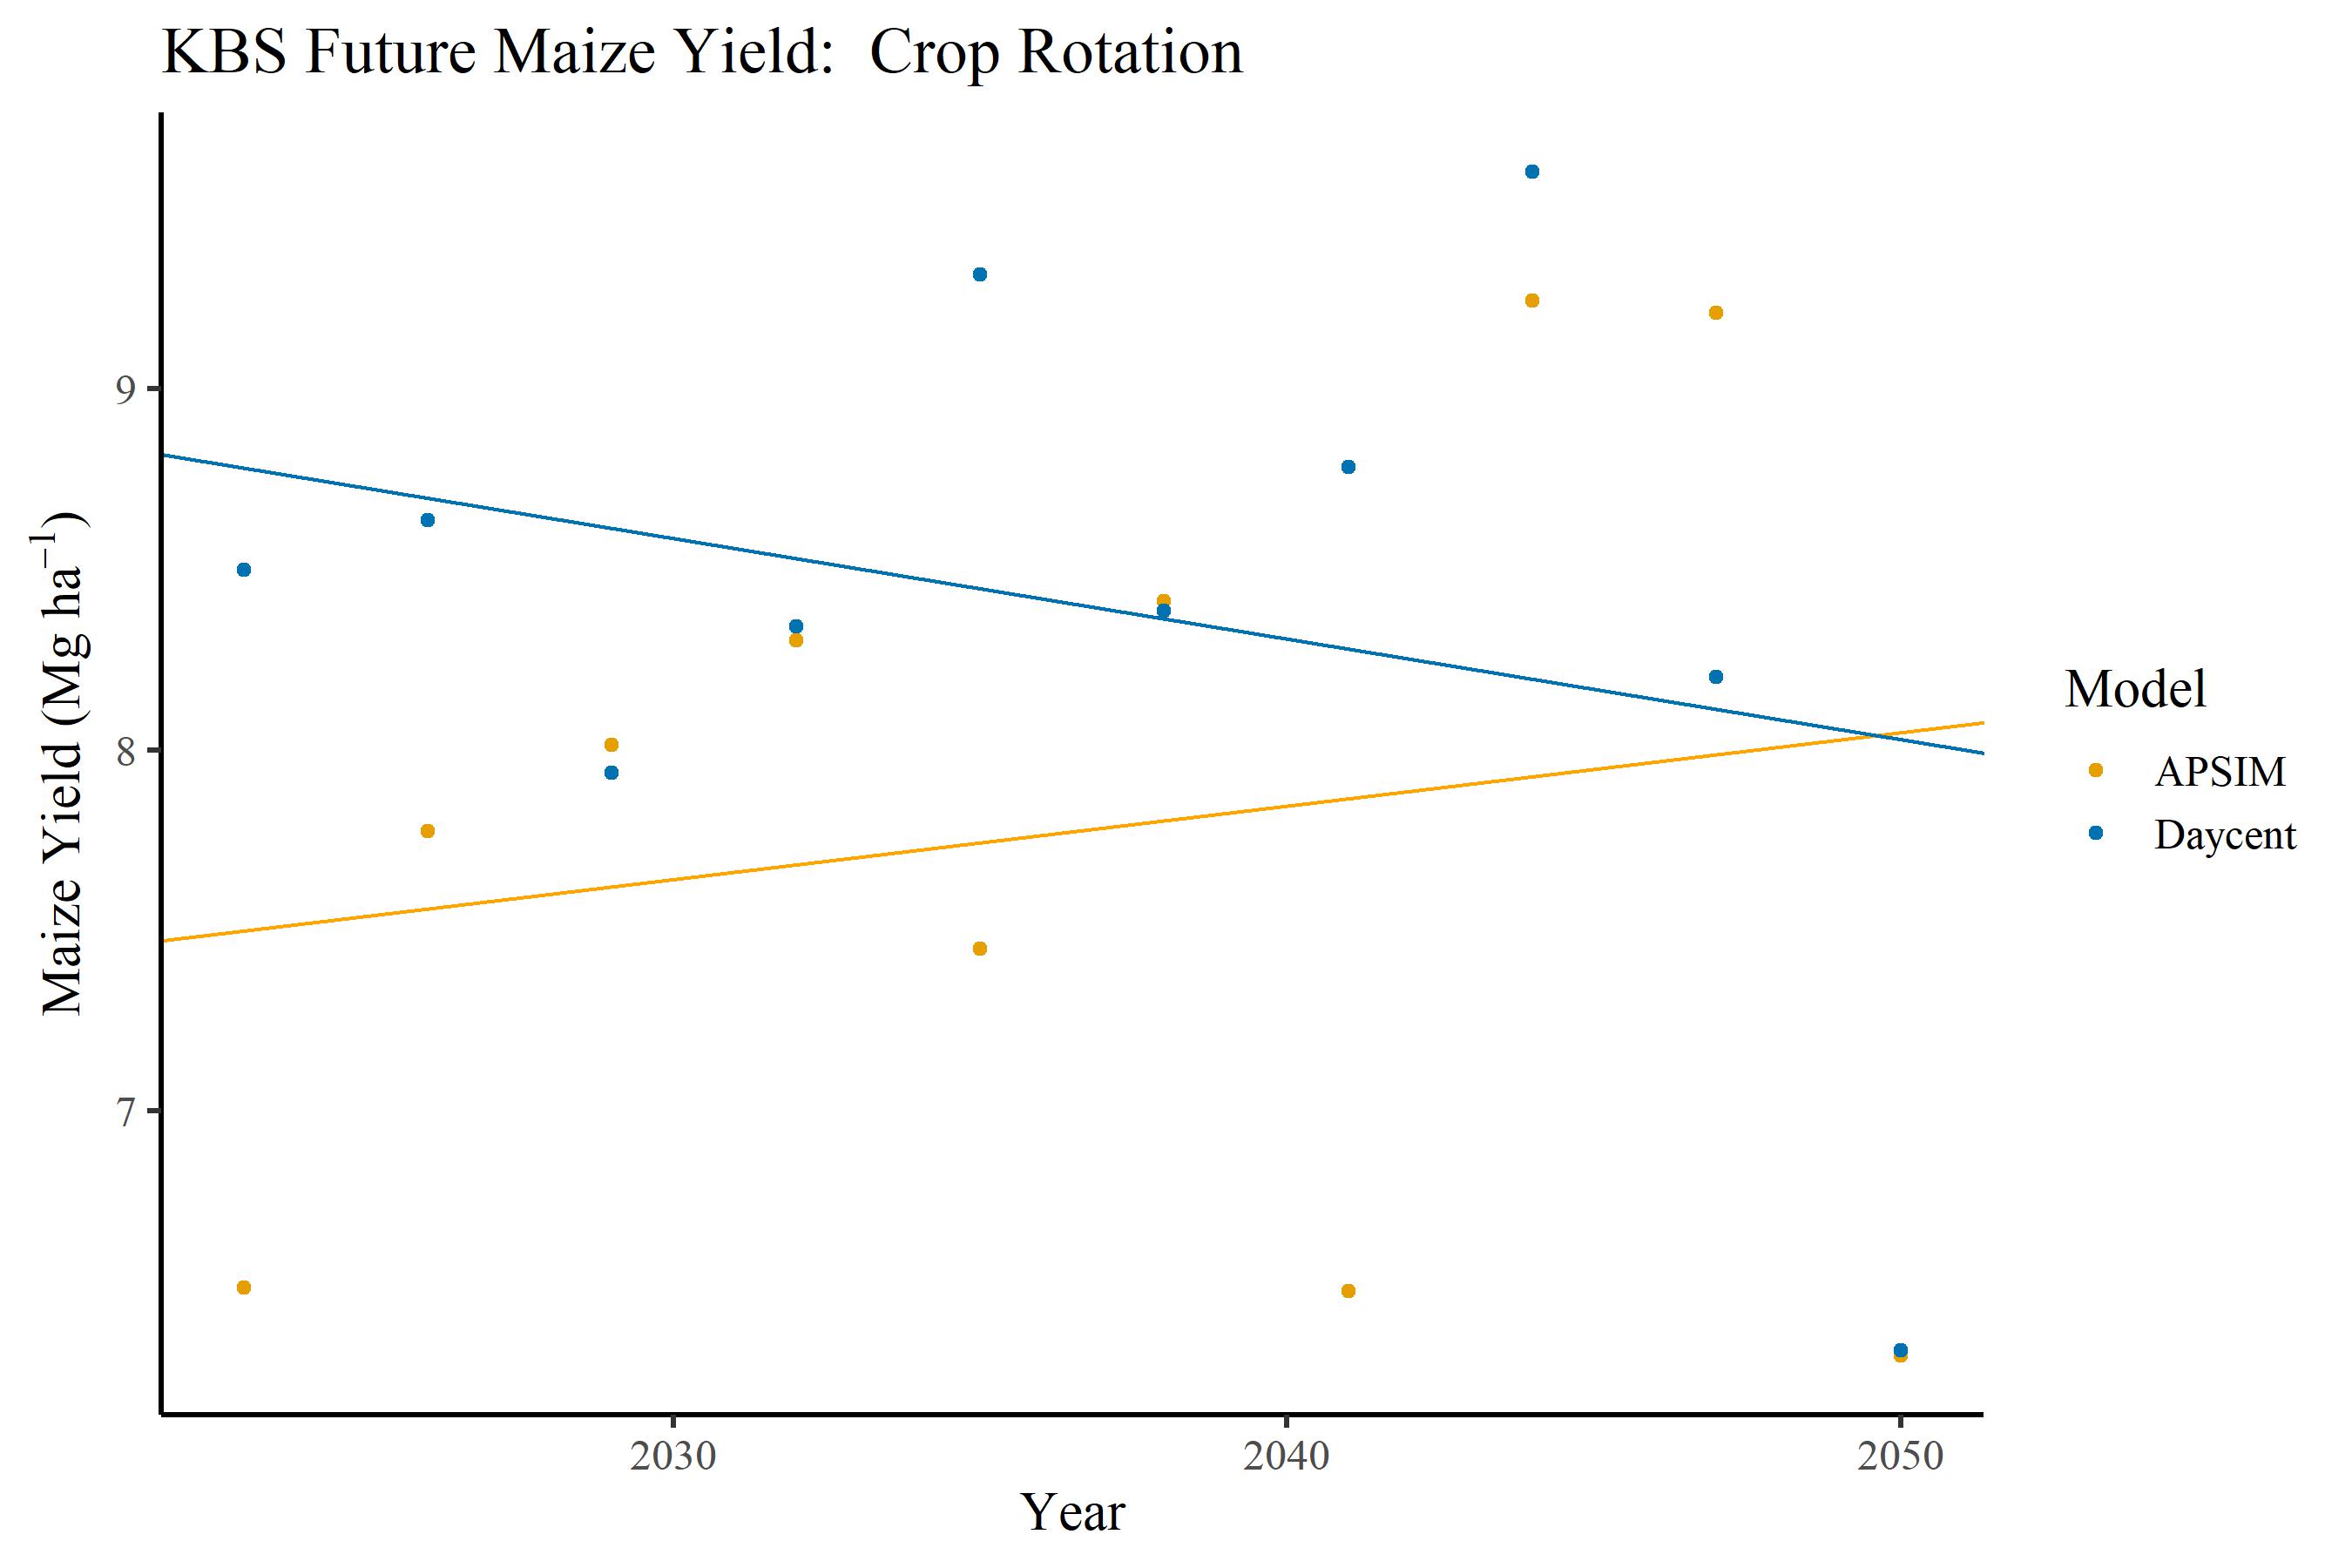 KBS Future Maize Yield:  Crop Rotation
Maize Yield (Mg ha⁻¹)
9
8
7
2030
2040
2050
Year
Model
APSIM
Daycent